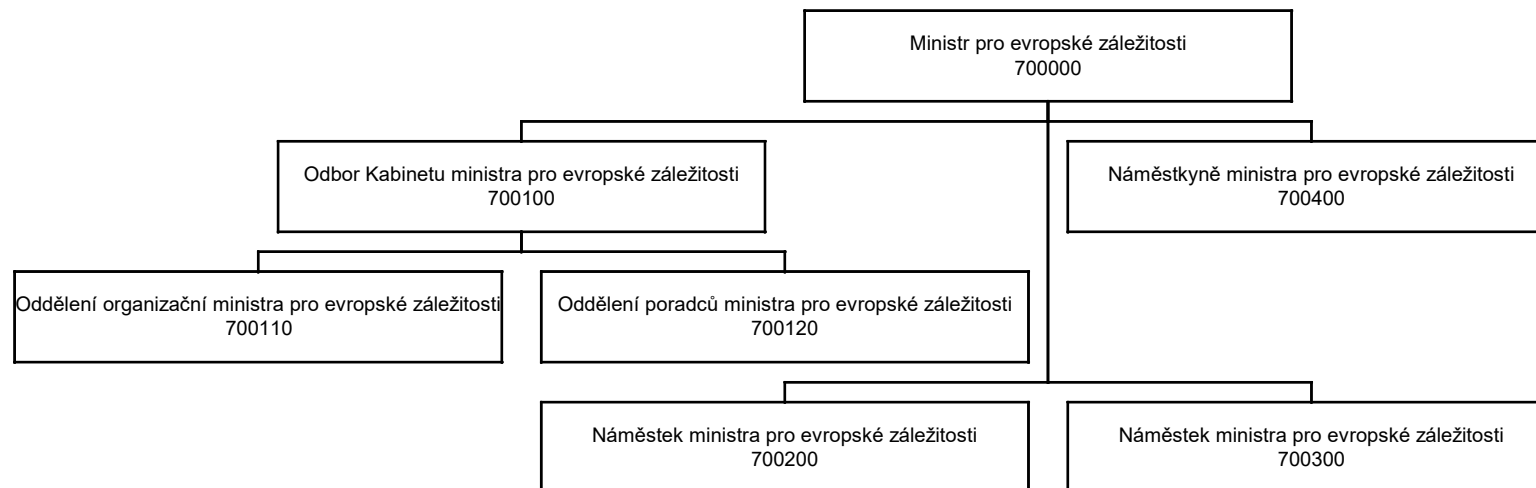 Ministr pro evropské záležitosti
700000
Odbor Kabinetu ministra pro evropské záležitosti
700100
Náměstkyně ministra pro evropské záležitosti
700400
Oddělení organizační ministra pro evropské záležitosti
700110
Oddělení poradců ministra pro evropské záležitosti
700120
Náměstek ministra pro evropské záležitosti
700200
Náměstek ministra pro evropské záležitosti
700300